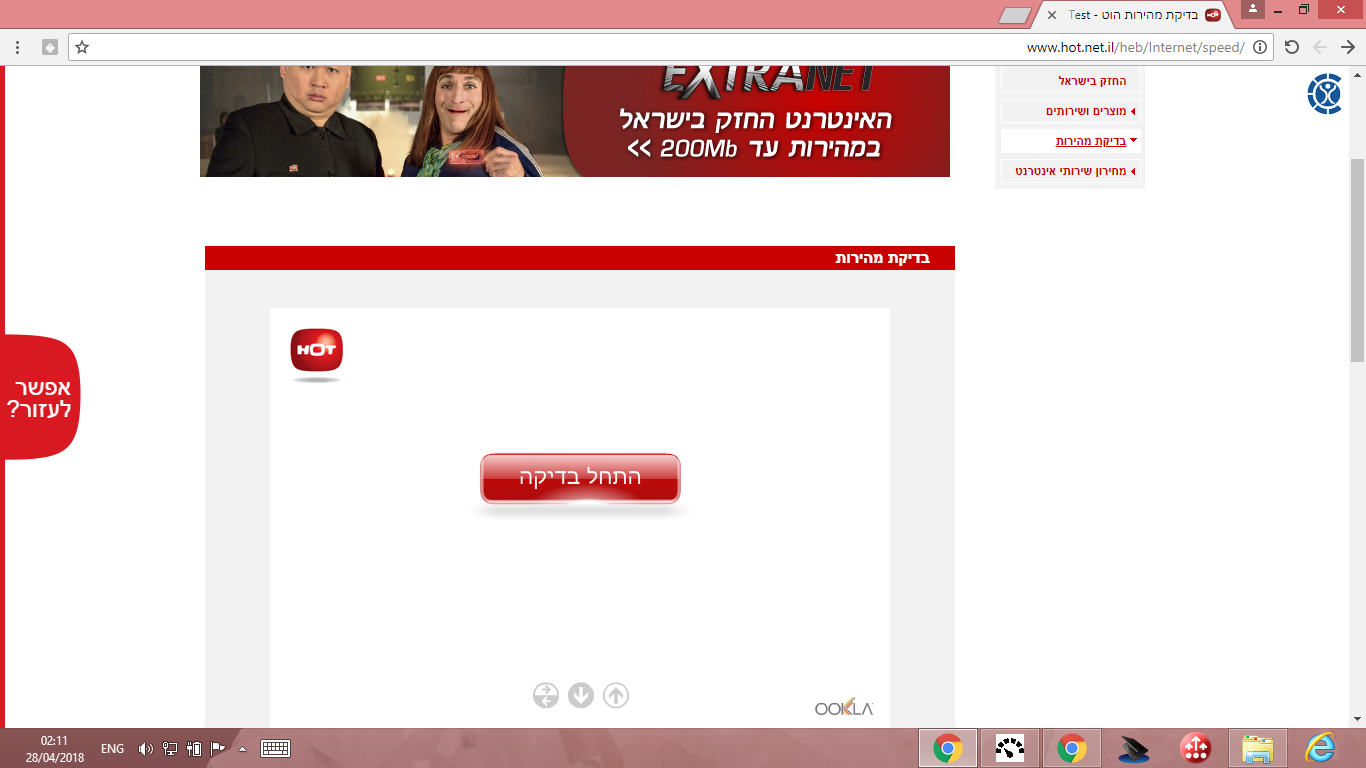 בדיקת מהירות הוט - Test
www.hot.net.il/heb/Internet/speed/
EXTRANET
האינטרנט החזק בישראל
במהירות עד 200Mb >>
החזק בישראל
מוצרים ושירותים
בדיקת מהירות
מחירון שירותי אינטרנט
בדיקת מהירות
HOT
אפשר
לעזור?
התחל בדיקה
OOKLA
ENG
02:11
28/04/2018